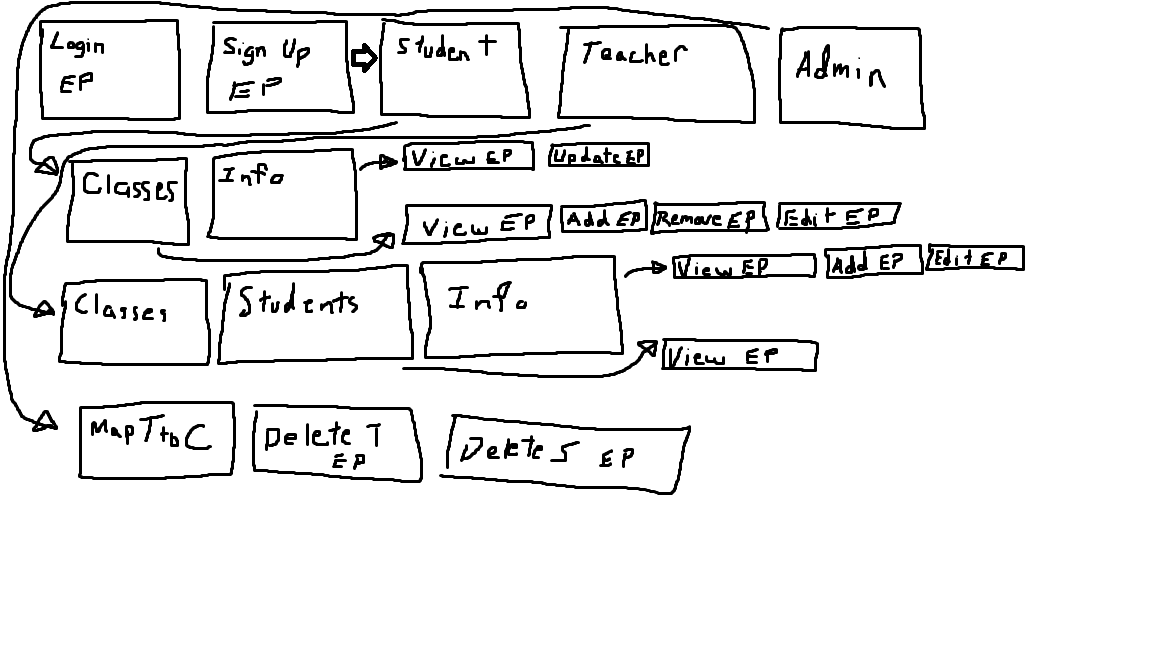 Login
EP
Sign Up
EP
Student
Teacher
Admin
Classes
Info
View EP
Update EP
View EP
Add EP
Remove EP
Edit EP
Classes
Students
Info
View EP
Add EP
Edit EP
View EP
Map T to C
Delete T
EP
Delete S EP